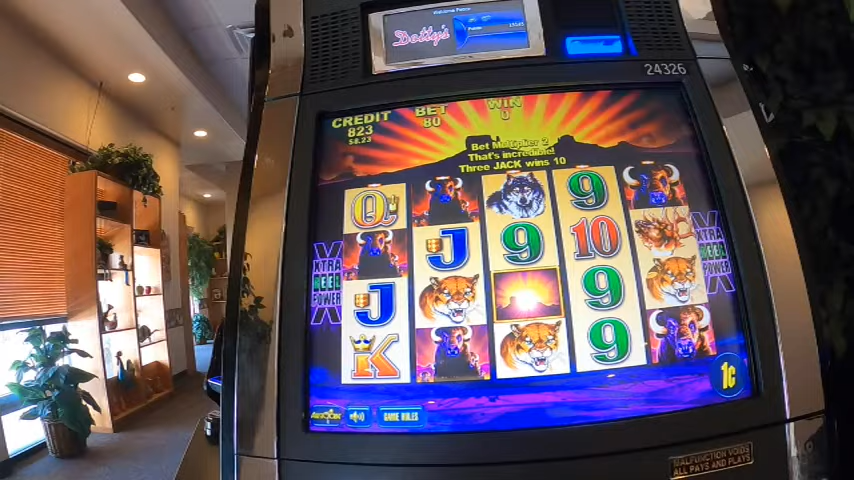 Welcome
Dotty's
24326
CREDIT BET WIN
823 80 0
$8.23
Bet Multiplier 2
That's incredible!
Three JACK wins 10
Q 9
J 9 10
XTRA REEL POWER
XTRA REEL POWER
J 9
K 9
1¢
GAME RULES
MALFUNCTION VOIDS
ALL PAYS AND PLAYS